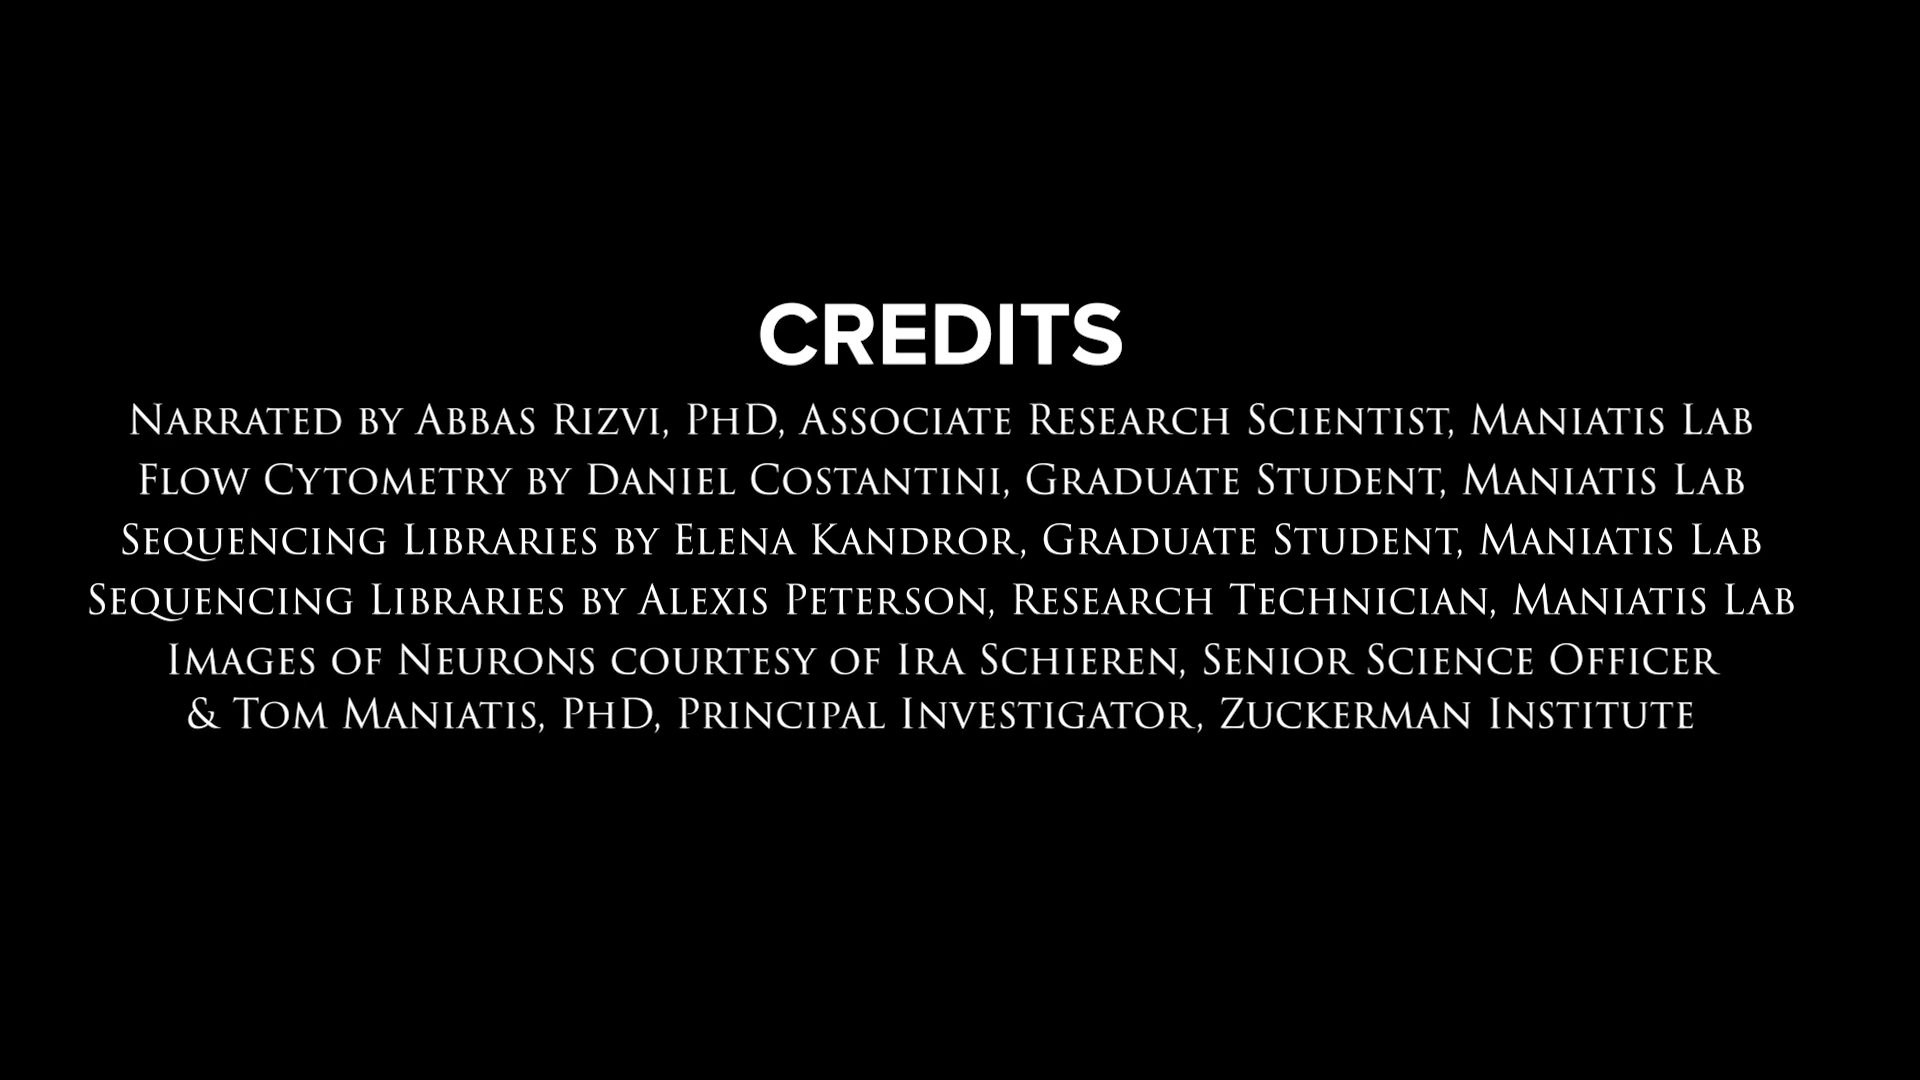 CREDITS
Narrated by Abbas Rizvi, PhD, Associate Research Scientist, Maniatis Lab
Flow Cytometry by Daniel Costantini, Graduate Student, Maniatis Lab
Sequencing Libraries by Elena Kandror, Graduate Student, Maniatis Lab
Sequencing Libraries by Alexis Peterson, Research Technician, Maniatis Lab
Images of Neurons courtesy of Ira Schieren, Senior Science Officer
& Tom Maniatis, PhD, Principal Investigator, Zuckerman Institute